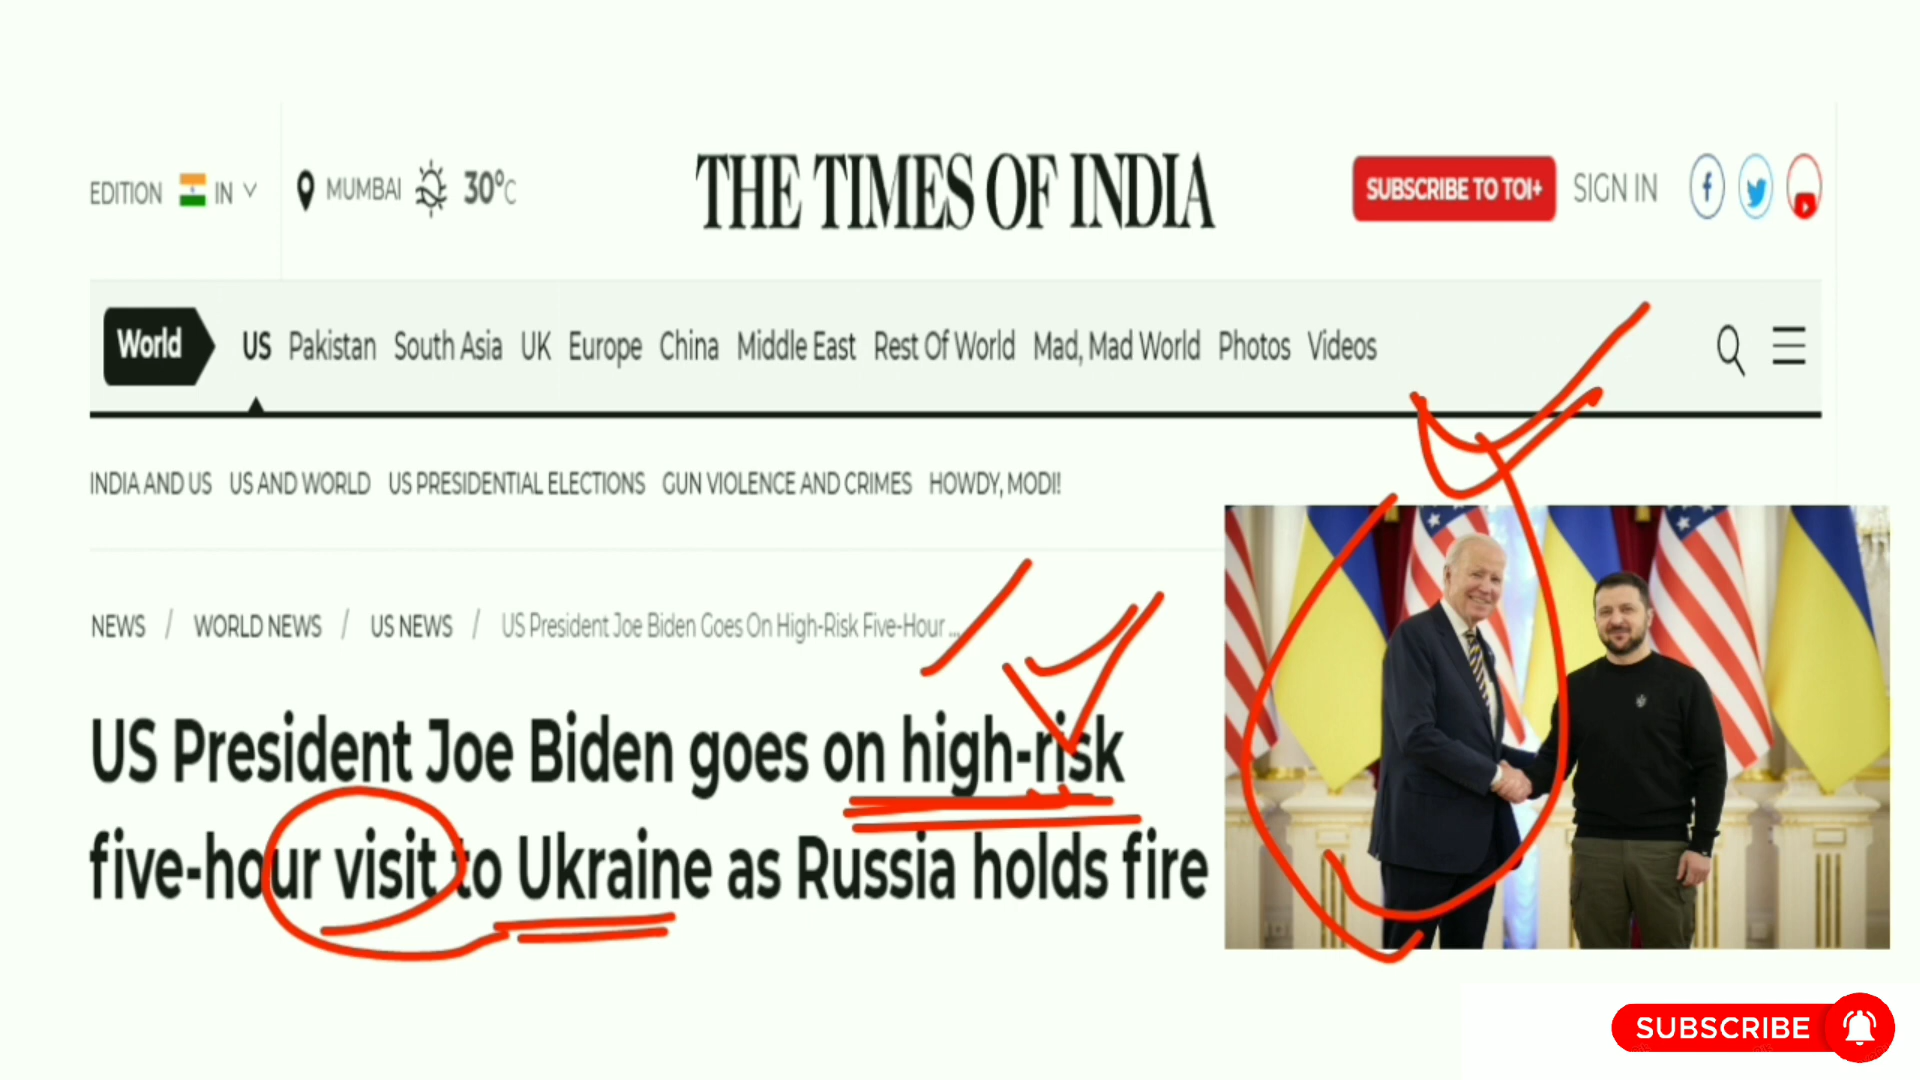 EDITION IN MUMBAI 30°C THE TIMES OF INDIA SUBSCRIBE TO TOI+ SIGN IN
World US Pakistan South Asia UK Europe China Middle East Rest Of World Mad, Mad World Photos Videos
INDIA AND US US AND WORLD US PRESIDENTIAL ELECTIONS GUN VIOLENCE AND CRIMES HOWDY, MODI!
NEWS / WORLD NEWS / US NEWS / US President Joe Biden Goes On High-Risk Five-Hour ...
US President Joe Biden goes on high-risk
five-hour visit to Ukraine as Russia holds fire
SUBSCRIBE